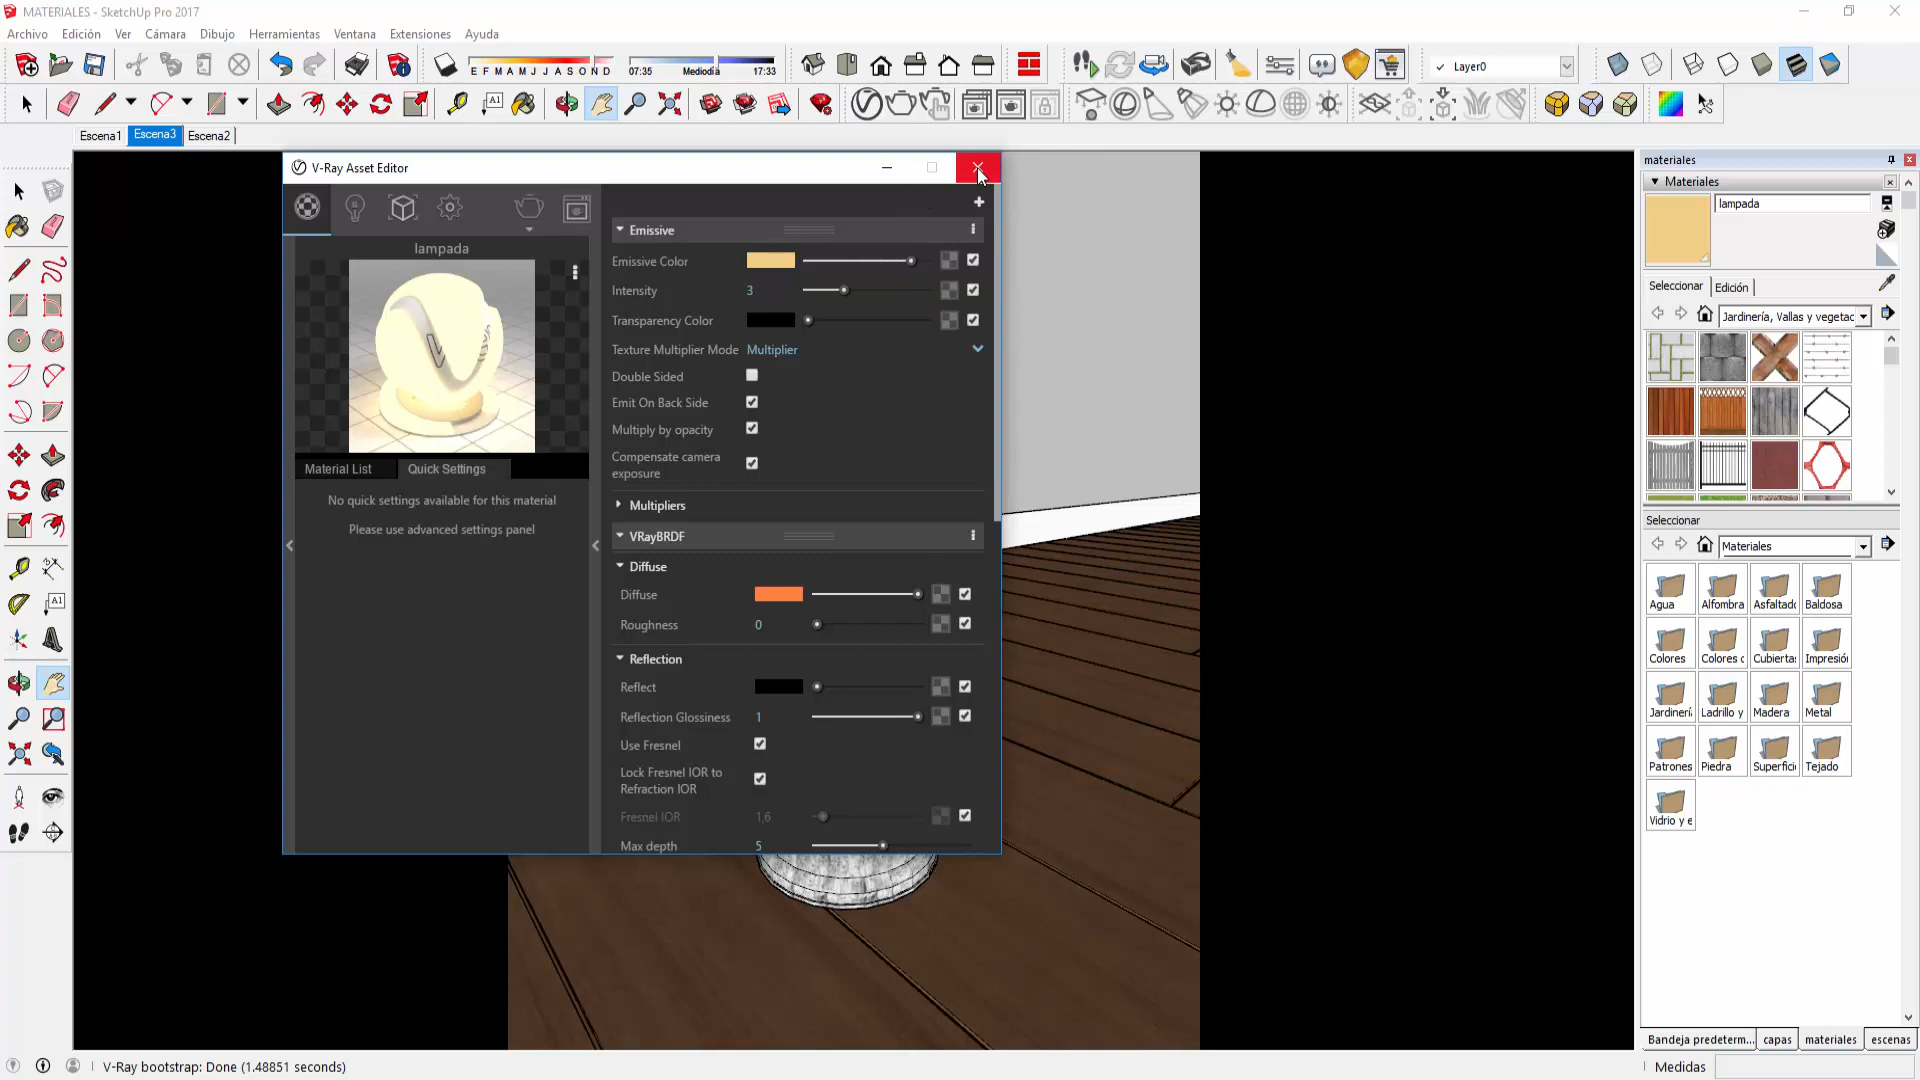 MATERIALES - SketchUp Pro 2017
Archivo Edición Ver Cámara Dibujo Herramientas Ventana Extensiones Ayuda
E F M A M J J A S O N D
07:35 Mediodía 17:33
Layer0
A1
Escena1 Escena3 Escena2
V-Ray Asset Editor
lampada
Material List Quick Settings
No quick settings available for this material
Please use advanced settings panel
Emissive
Emissive Color
Intensity 3
Transparency Color
Texture Multiplier Mode Multiplier
Double Sided
Emit On Back Side
Multiply by opacity
Compensate camera
exposure
Multipliers
VRayBRDF
Diffuse
Diffuse
Roughness 0
Reflection
Reflect
Reflection Glossiness 1
Use Fresnel
Lock Fresnel IOR to
Refraction IOR
Fresnel IOR 1,6
Max depth 5
A1
materiales
Materiales
lampada
Seleccionar Edición
Jardinería, Vallas y vegetac
Seleccionar
Materiales
Agua Alfombra Asfaltado Baldosa
Colores Colores c Cubierta: Impresión
Jardinerí Ladrillo y Madera Metal
Patrones Piedra Superfici Tejado
Vidrio y e
Bandeja predeterm... capas materiales escenas
V-Ray bootstrap: Done (1.48851 seconds)
Medidas